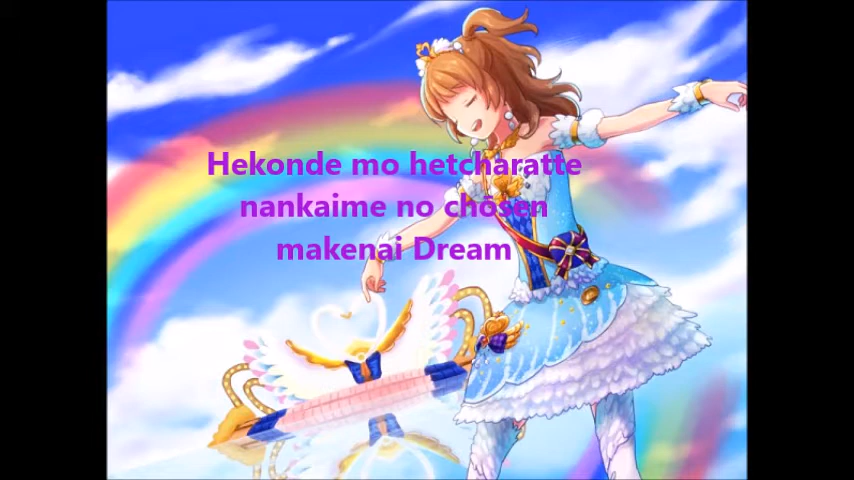 Hekonde mo hetcharatte
nankaime no chōsen
makenai Dream